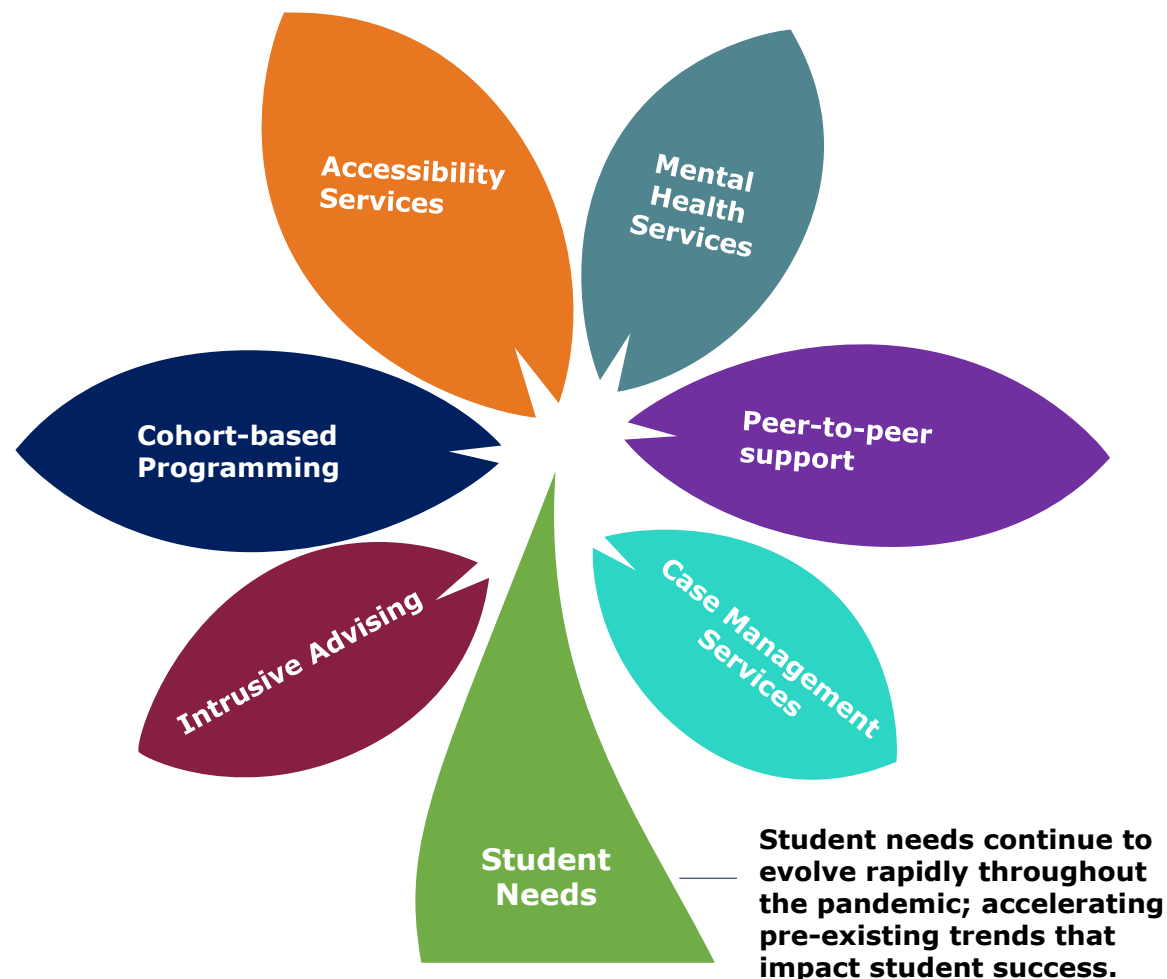 Accessibility
Services
Mental
Health
Services
Cohort-based
Programming
Peer-to-peer
support
Intrusive Advising
Case Management
Services
Student
Needs
Student needs continue to
evolve rapidly throughout
the pandemic; accelerating
pre-existing trends that
impact student success.